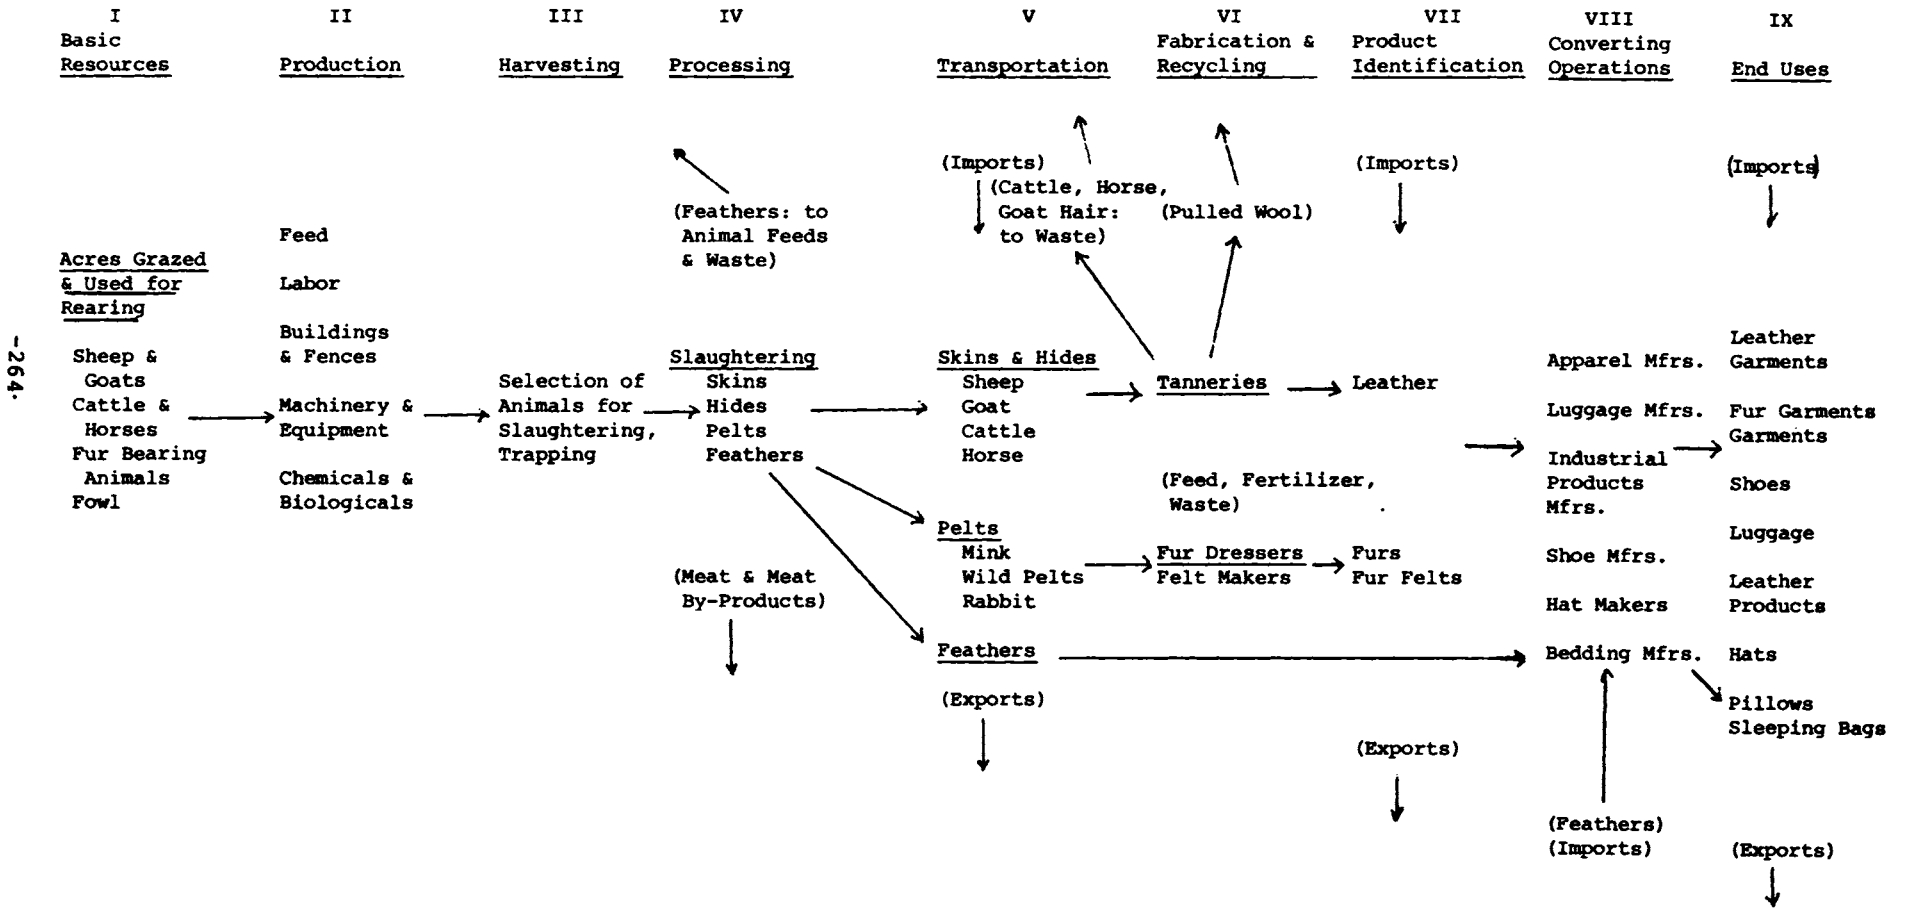 I
Basic
Resources
II
Production
III
Harvesting
IV
Processing
V
Transportation
VI
Fabrication &
Recycling
VII
Product
Identification
VIII
Converting
Operations
IX
End Uses
-264-
Acres Grazed
& Used for
Rearing
Sheep &
Goats
Cattle &
Horses
Fur Bearing
Animals
Fowl
Feed
Labor
Buildings
& Fences
Machinery &
Equipment
Chemicals &
Biologicals
Selection of
Animals for
Slaughtering,
Trapping
(Feathers: to
Animal Feeds
& Waste)
Slaughtering
Skins
Hides
Pelts
Feathers
(Meat & Meat
By-Products)
(Imports)
(Cattle, Horse,
Goat Hair:
to Waste)
Skins & Hides
Sheep
Goat
Cattle
Horse
Pelts
Mink
Wild Pelts
Rabbit
Feathers
(Exports)
(Pulled Wool)
Tanneries
(Feed, Fertilizer,
Waste)
Fur Dressers
Felt Makers
(Imports)
Leather
Furs
Fur Felts
(Exports)
Apparel Mfrs.
Luggage Mfrs.
Industrial
Products
Mfrs.
Shoe Mfrs.
Hat Makers
Bedding Mfrs.
(Feathers)
(Imports)
(Imports)
Leather
Garments
Fur Garments
Garments
Shoes
Luggage
Leather
Products
Hats
Pillows
Sleeping Bags
(Exports)